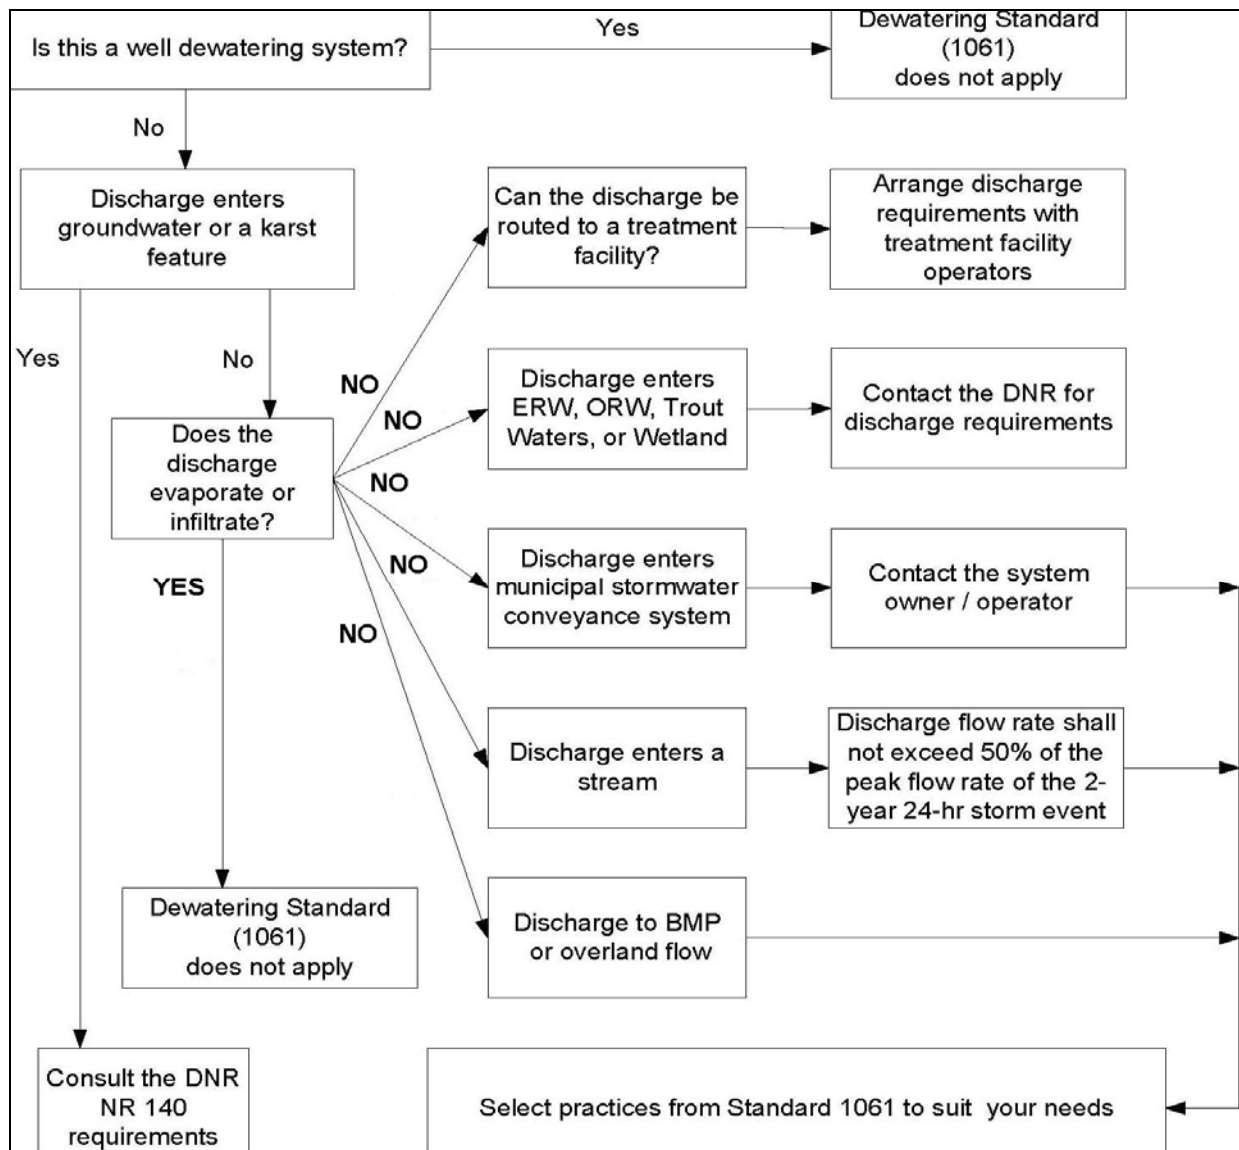 Is this a well dewatering system?
Yes
Dewatering Standard
(1061)
does not apply
No
Discharge enters
groundwater or a karst
feature
Can the discharge be
routed to a treatment
facility?
Arrange discharge
requirements with
treatment facility
operators
Yes
No
NO
NO
NO
NO
NO
Does the
discharge
evaporate or
infiltrate?
Discharge enters
ERW, ORW, Trout
Waters, or Wetland
Contact the DNR for
discharge requirements
YES
Discharge enters
municipal stormwater
conveyance system
Contact the system
owner / operator
Discharge enters a
stream
Discharge flow rate shall
not exceed 50% of the
peak flow rate of the 2-
year 24-hr storm event
Dewatering Standard
(1061)
does not apply
Discharge to BMP
or overland flow
Consult the DNR
NR 140
requirements
Select practices from Standard 1061 to suit your needs